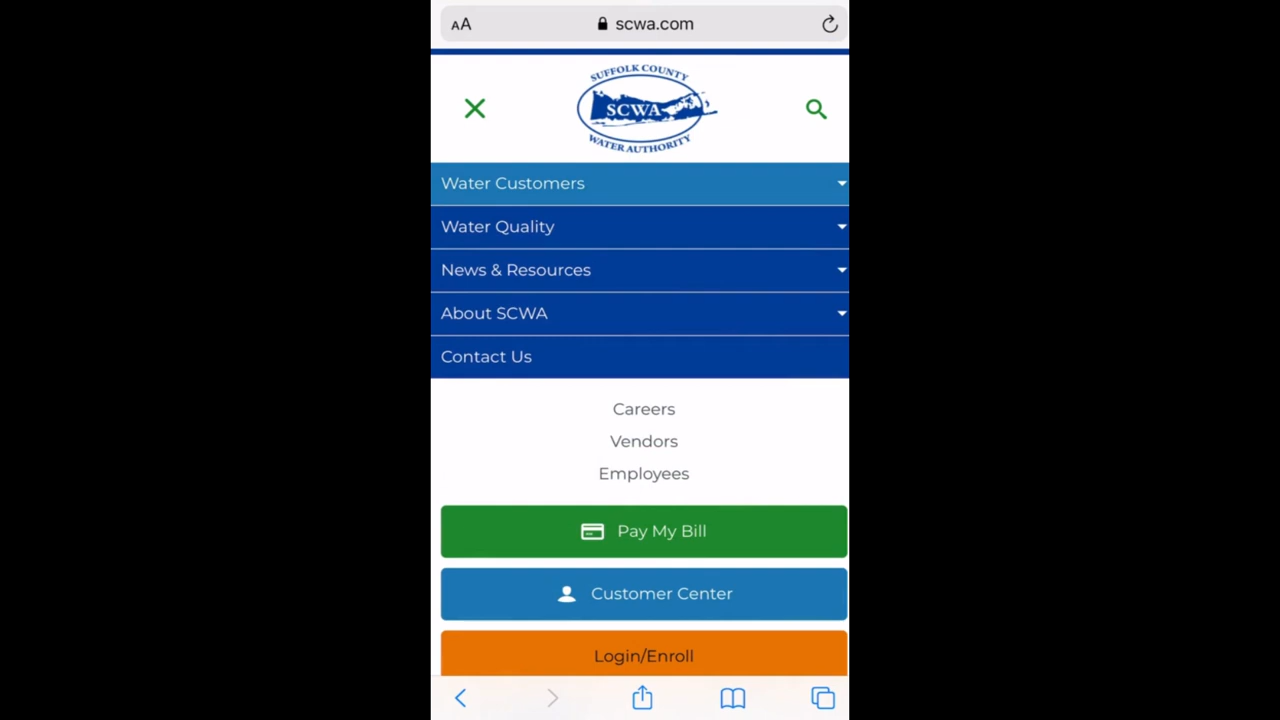 AA
scwa.com
SUFFOLK COUNTY
SCWA
WATER AUTHORITY
Water Customers
Water Quality
News & Resources
About SCWA
Contact Us
Careers
Vendors
Employees
Pay My Bill
Customer Center
Login/Enroll